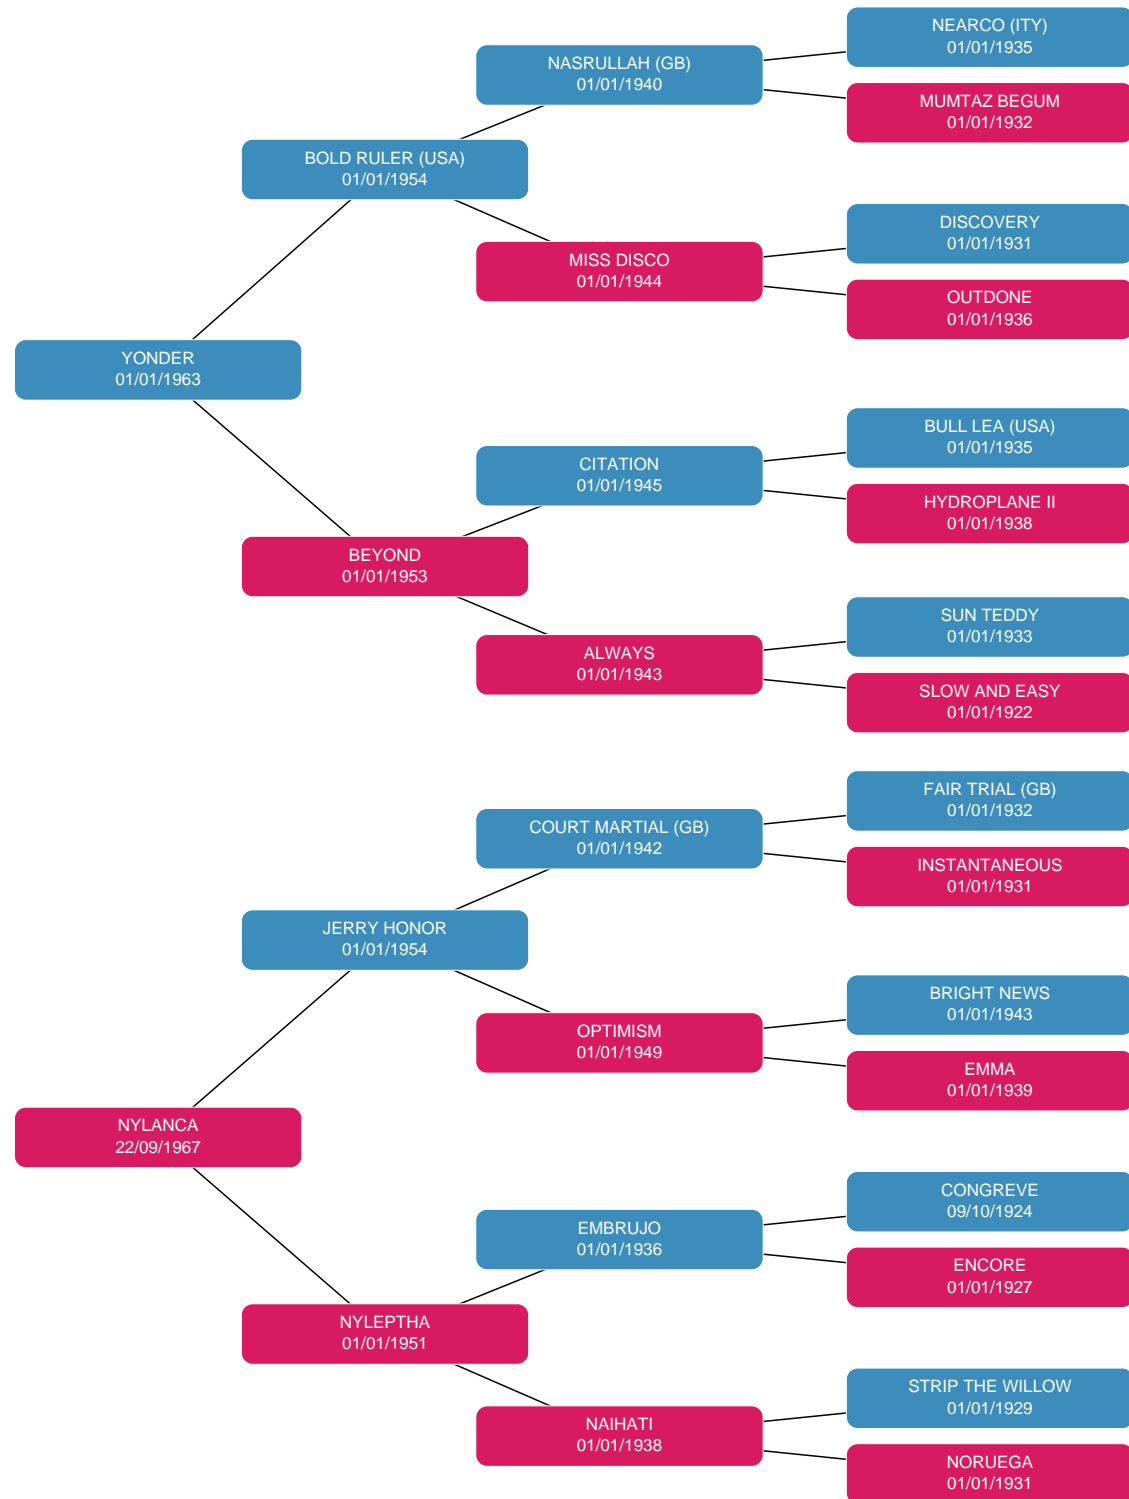 NEARCO (ITY)
01/01/1935
NASRULLAH (GB)
01/01/1940
MUMTAZ BEGUM
01/01/1932
BOLD RULER (USA)
01/01/1954
DISCOVERY
01/01/1931
MISS DISCO
01/01/1944
OUTDONE
01/01/1936
YONDER
01/01/1963
BULL LEA (USA)
01/01/1935
CITATION
01/01/1945
HYDROPLANE II
01/01/1938
BEYOND
01/01/1953
SUN TEDDY
01/01/1933
ALWAYS
01/01/1943
SLOW AND EASY
01/01/1922
FAIR TRIAL (GB)
01/01/1932
COURT MARTIAL (GB)
01/01/1942
INSTANTANEOUS
01/01/1931
JERRY HONOR
01/01/1954
BRIGHT NEWS
01/01/1943
OPTIMISM
01/01/1949
EMMA
01/01/1939
NYLANCA
22/09/1967
CONGREVE
09/10/1924
EMBRUJO
01/01/1936
ENCORE
01/01/1927
NYLEPTHA
01/01/1951
STRIP THE WILLOW
01/01/1929
NAIHATI
01/01/1938
NORUEGA
01/01/1931